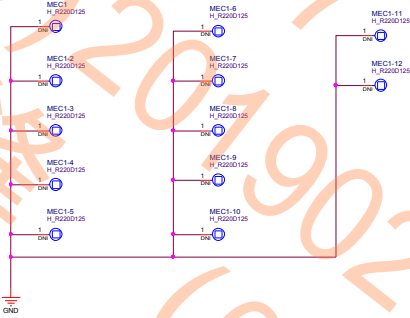 MEC1
H_R220D125
1
DNI
MEC1-2
H_R220D125
1
DNI
MEC1-3
H_R220D125
1
DNI
MEC1-4
H_R220D125
1
DNI
MEC1-5
H_R220D125
1
DNI
GND
MEC1-6
H_R220D125
1
DNI
MEC1-7
H_R220D125
1
DNI
MEC1-8
H_R220D125
1
DNI
MEC1-9
H_R220D125
1
DNI
MEC1-10
H_R220D125
1
DNI
MEC1-11
H_R220D125
1
DNI
MEC1-12
H_R220D125
1
DNI
201902